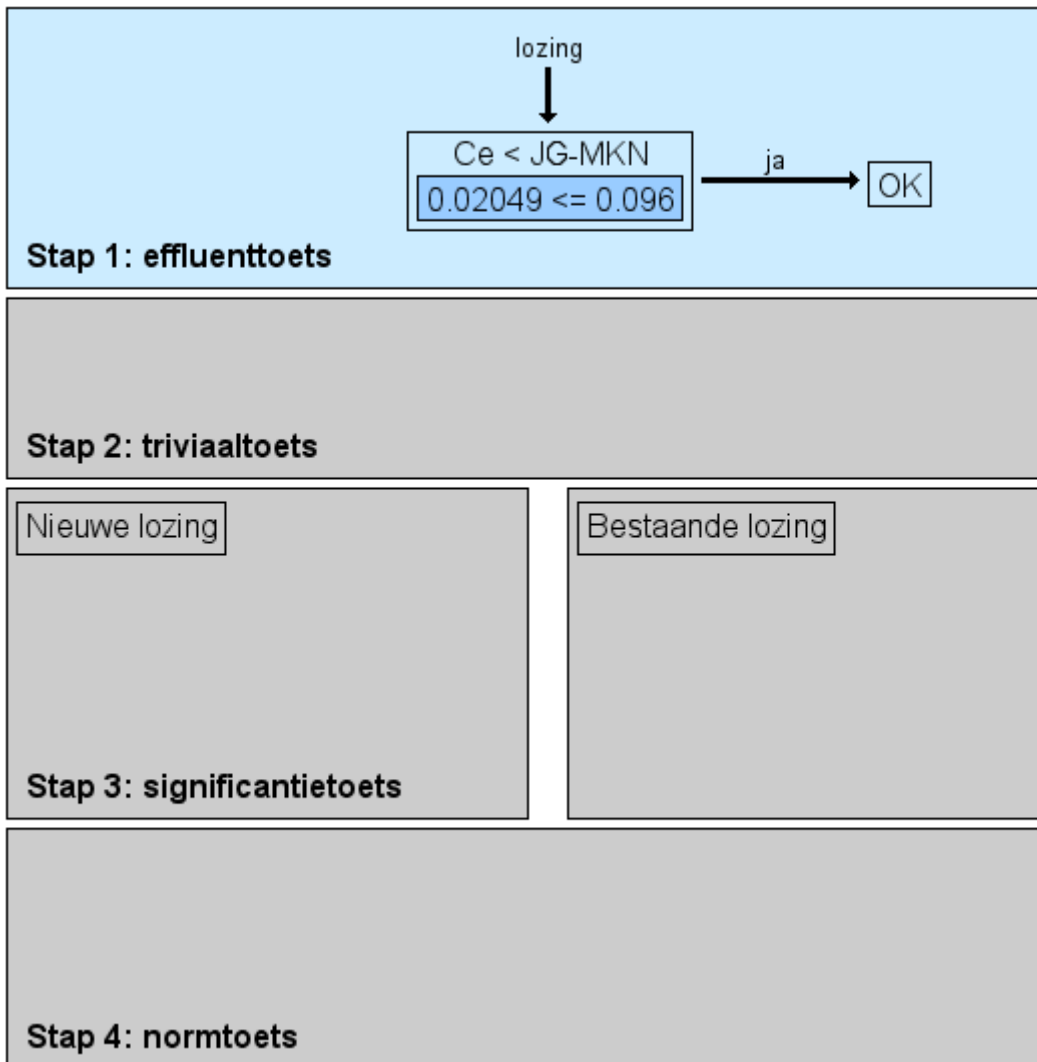 lozing
Ce < JG-MKN
0.02049 <= 0.096
ja
OK
Stap 1: effluenttoets
Stap 2: triviaaltoets
Nieuwe lozing
Bestaande lozing
Stap 3: significantietoets
Stap 4: normtoets